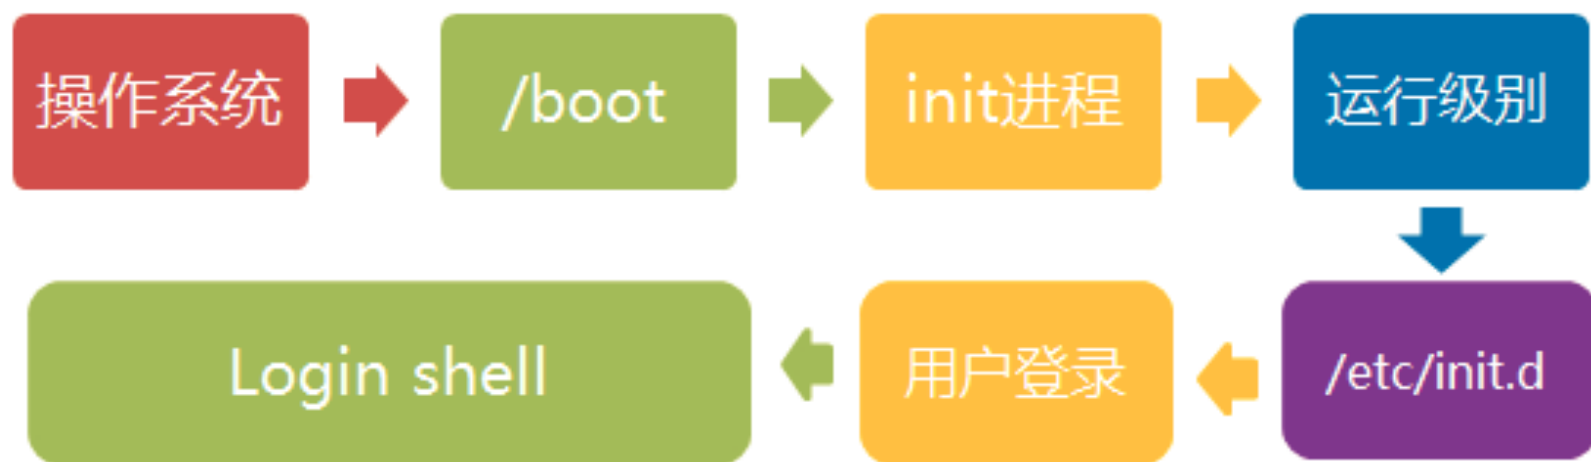 操作系统
/boot
init进程
运行级别
/etc/init.d
用户登录
Login shell